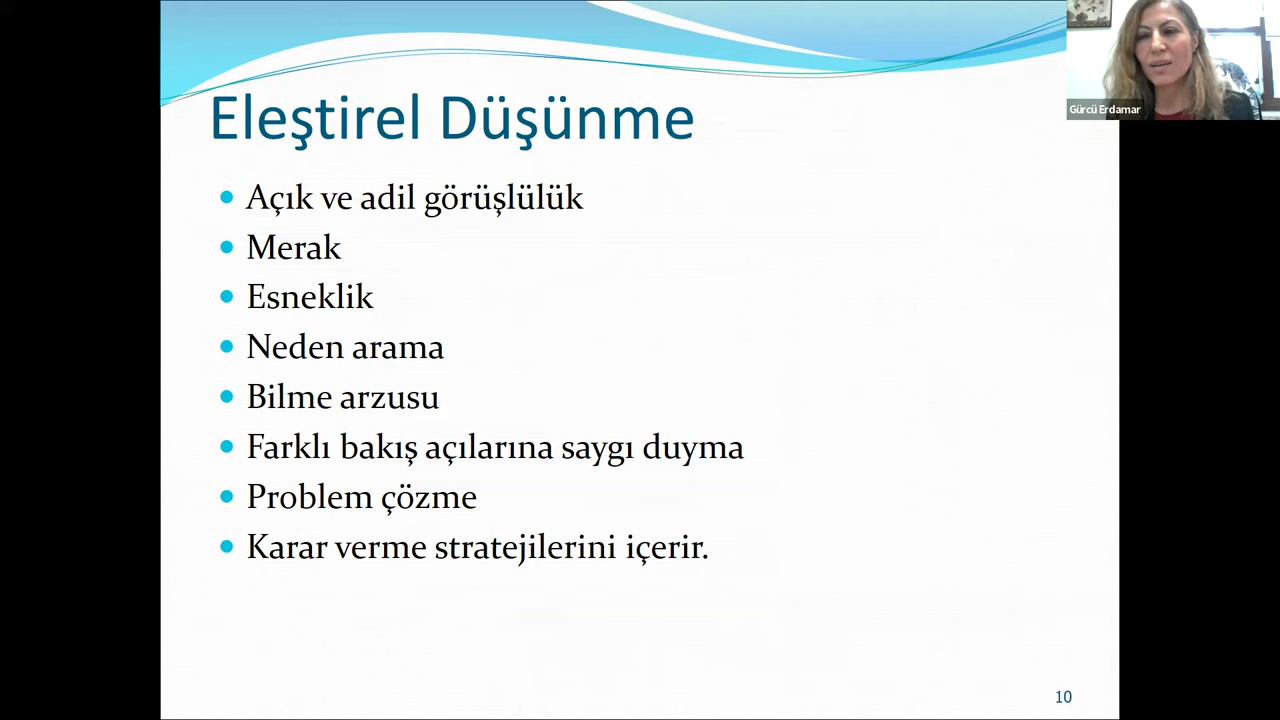 Gürcü Erdamar
Eleştirel Düşünme
Açık ve adil görüşlülük
Merak
Esneklik
Neden arama
Bilme arzusu
Farklı bakış açılarına saygı duyma
Problem çözme
Karar verme stratejilerini içerir.
10